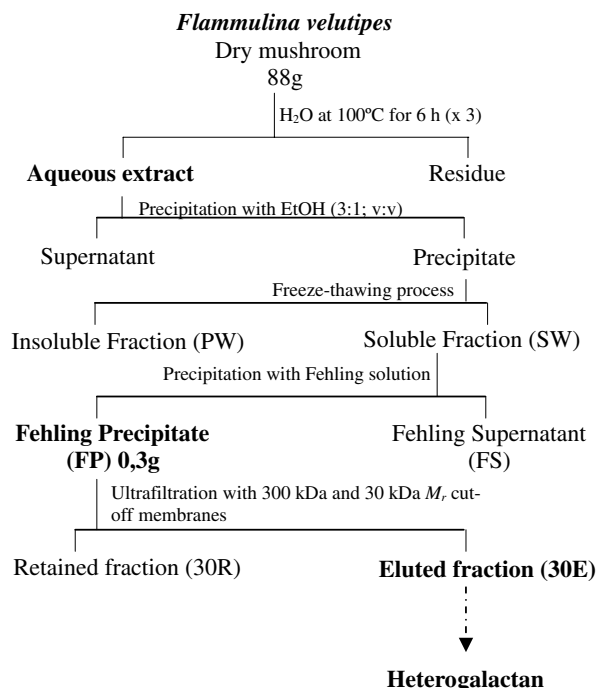 Flammulina velutipes
Dry mushroom
88g
H₂O at 100ºC for 6 h (x 3)
Aqueous extract
Residue
Precipitation with EtOH (3:1; v:v)
Supernatant
Precipitate
Freeze-thawing process
Insoluble Fraction (PW)
Soluble Fraction (SW)
Precipitation with Fehling solution
Fehling Precipitate
(FP) 0,3g
Fehling Supernatant
(FS)
Ultrafiltration with 300 kDa and 30 kDa Mᵣ cut-
off membranes
Retained fraction (30R)
Eluted fraction (30E)
Heterogalactan